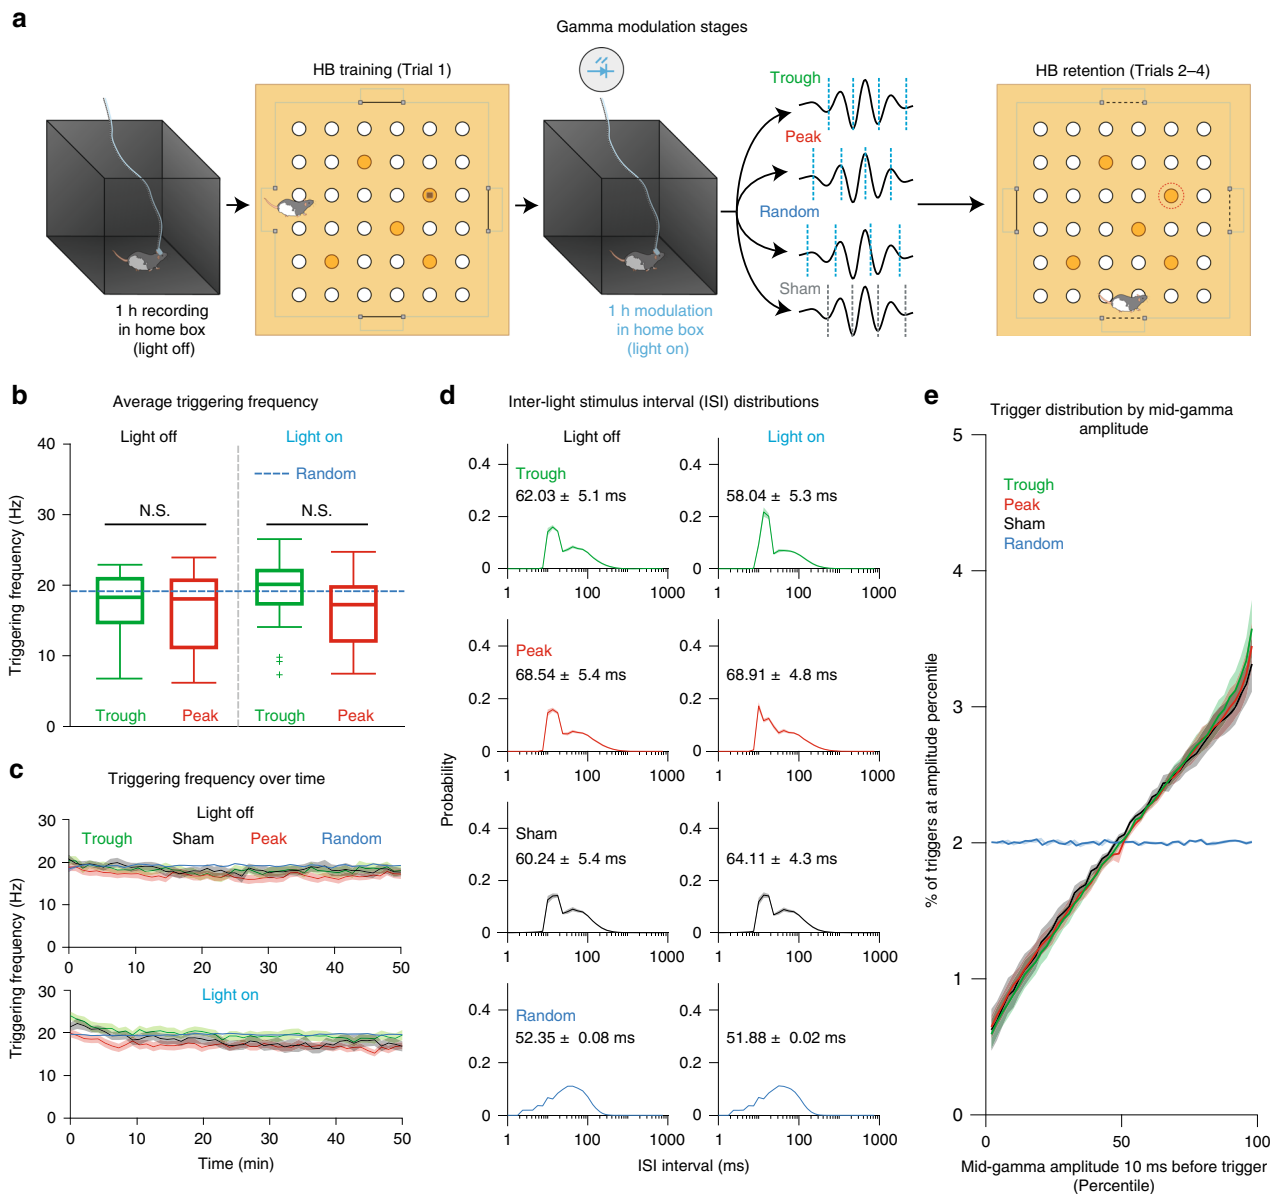 a
Gamma modulation stages
HB training (Trial 1)
Trough
Peak
Random
Sham
HB retention (Trials 2–4)
1 h recording
in home box
(light off)
1 h modulation
in home box
(light on)
b
Average triggering frequency
Light off
Light on
Random
N.S.
N.S.
Triggering frequency (Hz)
40
30
20
10
0
Trough
Peak
Trough
Peak
c
Triggering frequency over time
Light off
Trough
Sham
Peak
Random
Triggering frequency (Hz)
30
20
10
0
0
10
20
30
40
50
Light on
Triggering frequency (Hz)
30
20
10
0
0
10
20
30
40
50
Time (min)
d
Inter-light stimulus interval (ISI) distributions
Light off
Light on
Probability
Trough
0.4
0.2
0
62.03 ± 5.1 ms
1
100
1000
0.4
0.2
0
58.04 ± 5.3 ms
1
100
1000
Peak
0.4
0.2
0
68.54 ± 5.4 ms
1
100
1000
0.4
0.2
0
68.91 ± 4.8 ms
1
100
1000
Sham
0.4
0.2
0
60.24 ± 5.4 ms
1
100
1000
0.4
0.2
0
64.11 ± 4.3 ms
1
100
1000
Random
0.4
0.2
0
52.35 ± 0.08 ms
1
100
1000
0.4
0.2
0
51.88 ± 0.02 ms
1
100
1000
ISI interval (ms)
e
Trigger distribution by mid-gamma
amplitude
Trough
Peak
Sham
Random
% of triggers at amplitude percentile
5
4
3
2
1
0
0
50
100
Mid-gamma amplitude 10 ms before trigger
(Percentile)